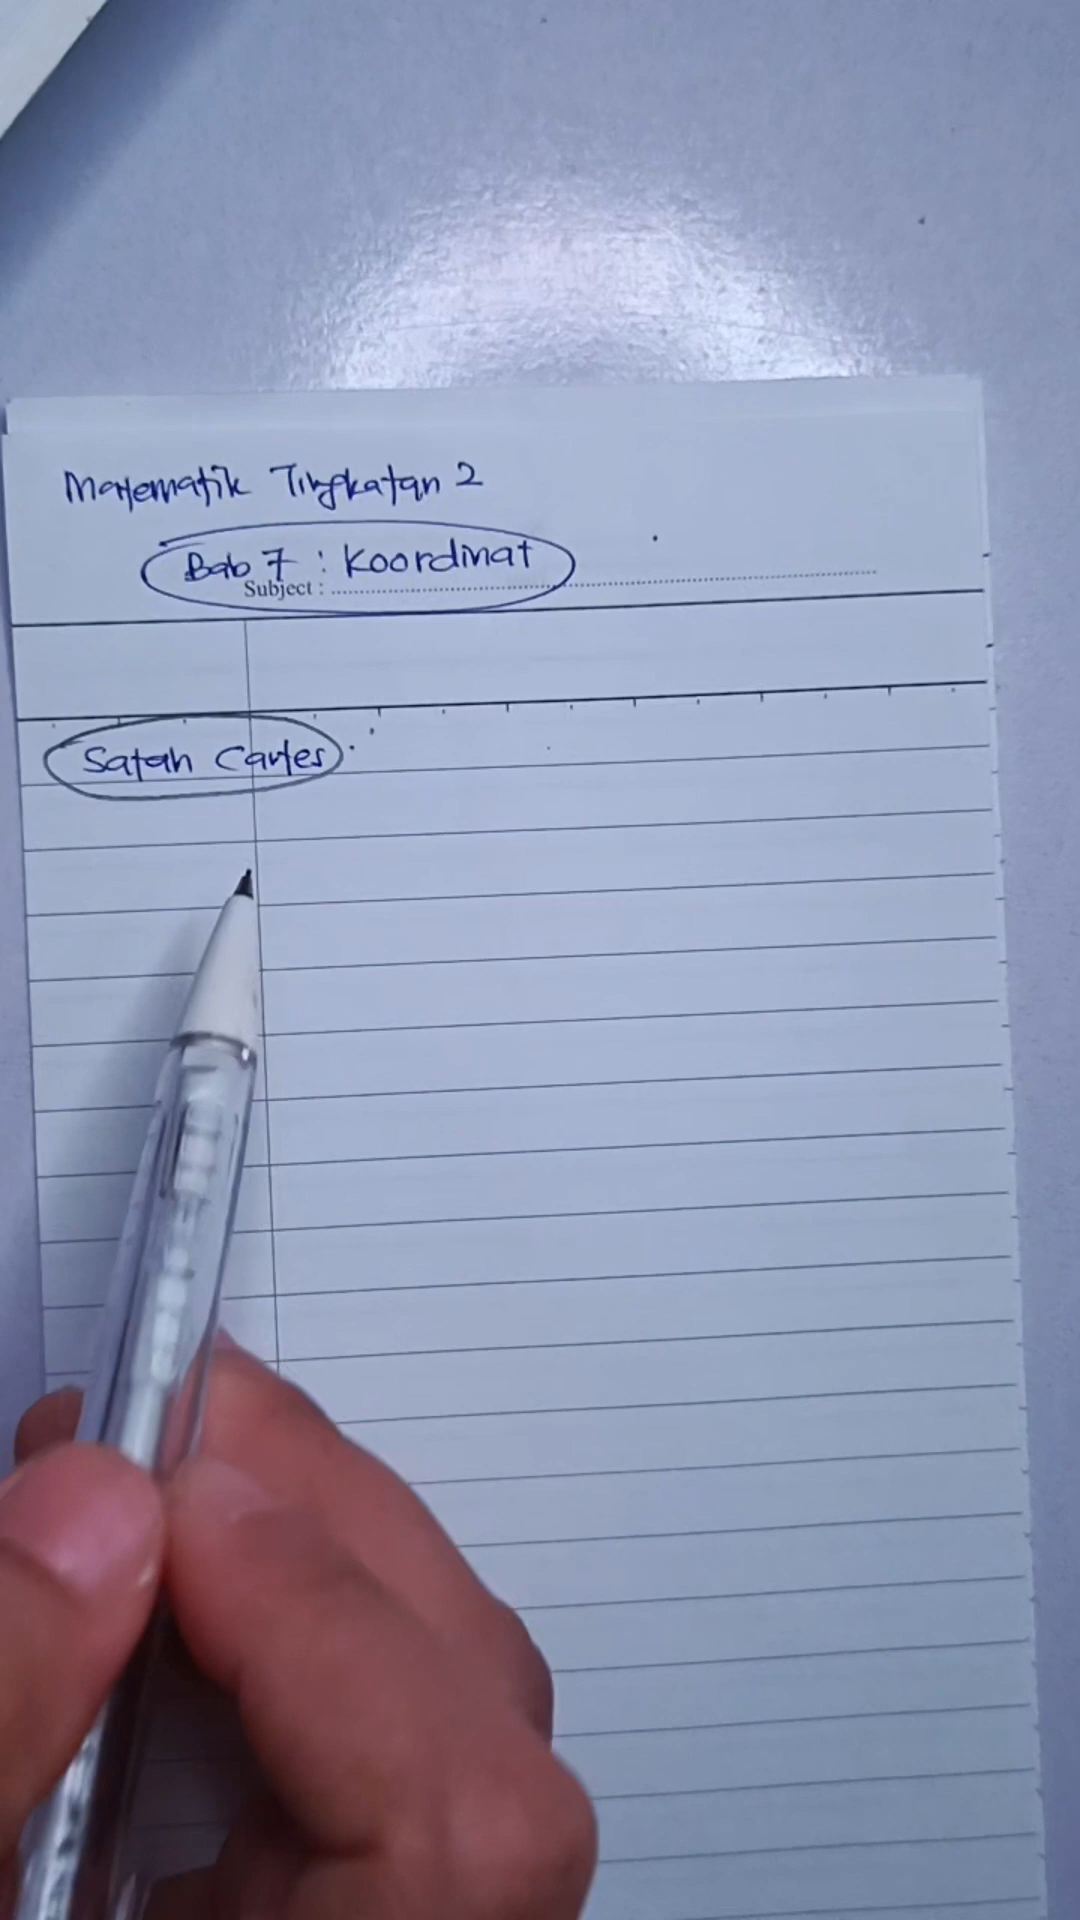 Matematik Tingkatan 2
Bab 7 : Koordinat
Subject :
Satah Cartes